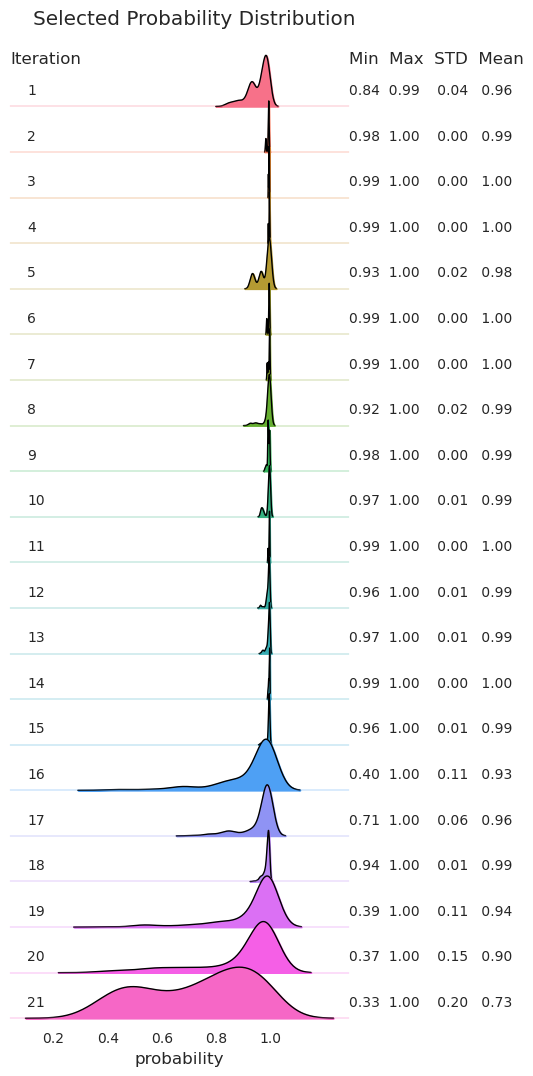 Selected Probability Distribution
Iteration Min Max STD Mean
1 0.84 0.99 0.04 0.96
2 0.98 1.00 0.00 0.99
3 0.99 1.00 0.00 1.00
4 0.99 1.00 0.00 1.00
5 0.93 1.00 0.02 0.98
6 0.99 1.00 0.00 1.00
7 0.99 1.00 0.00 1.00
8 0.92 1.00 0.02 0.99
9 0.98 1.00 0.00 0.99
10 0.97 1.00 0.01 0.99
11 0.99 1.00 0.00 1.00
12 0.96 1.00 0.01 0.99
13 0.97 1.00 0.01 0.99
14 0.99 1.00 0.00 1.00
15 0.96 1.00 0.01 0.99
16 0.40 1.00 0.11 0.93
17 0.71 1.00 0.06 0.96
18 0.94 1.00 0.01 0.99
19 0.39 1.00 0.11 0.94
20 0.37 1.00 0.15 0.90
21 0.33 1.00 0.20 0.73
0.2 0.4 0.6 0.8 1.0
probability